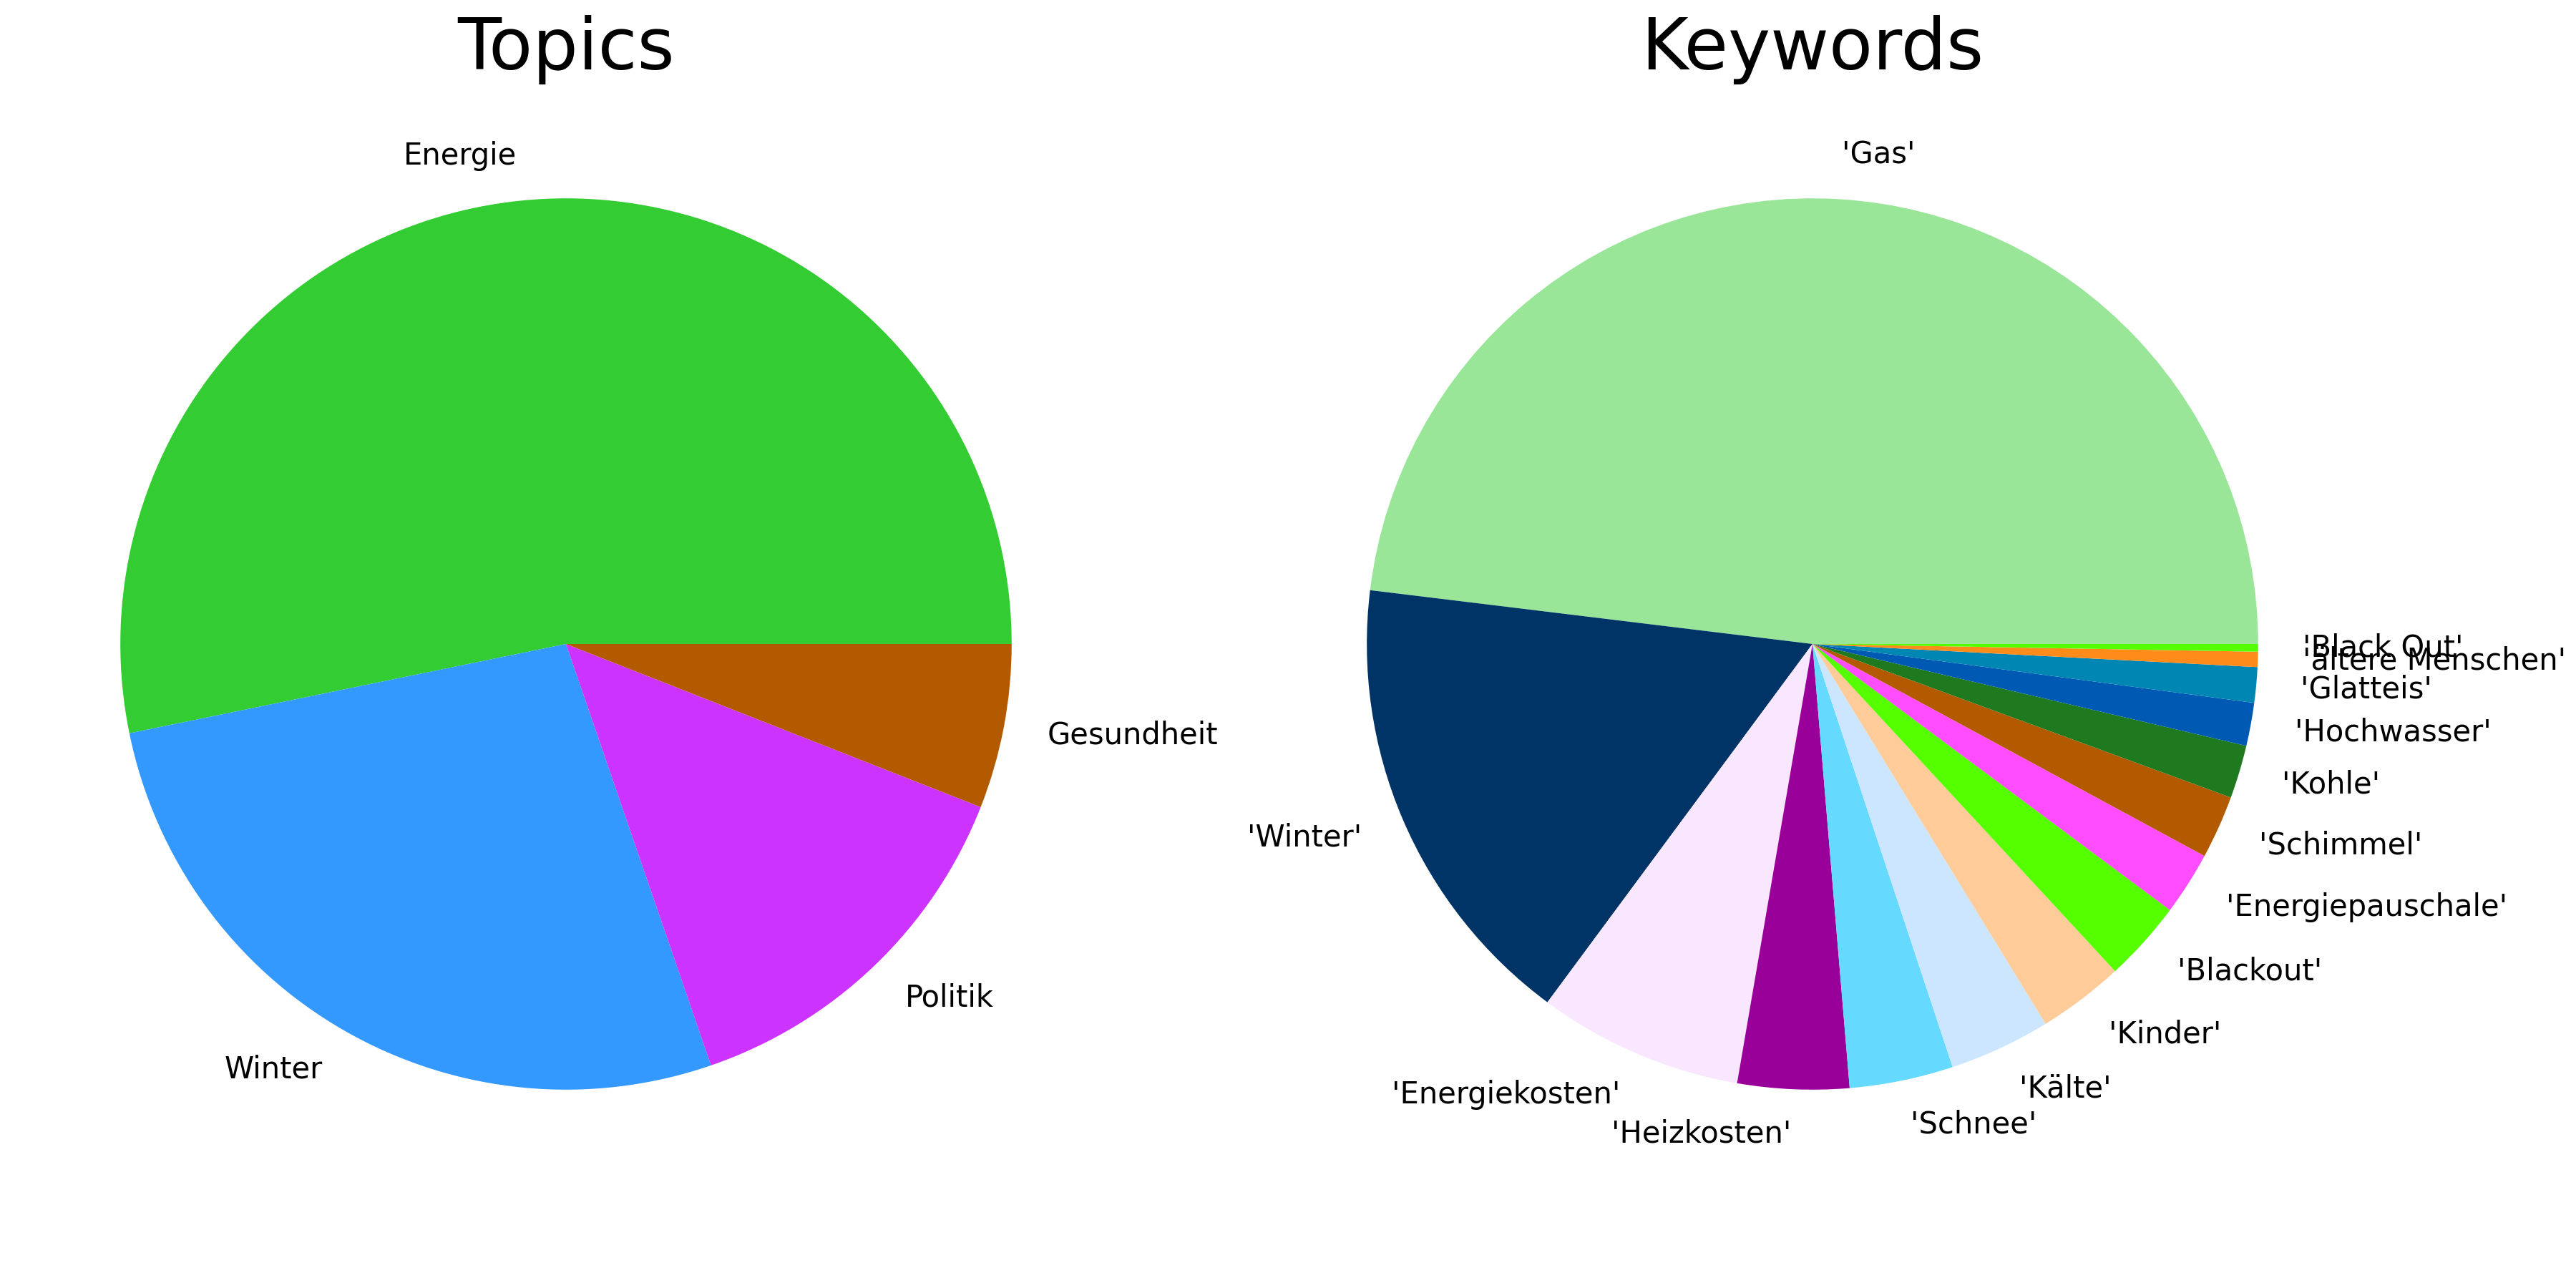 Topics
Energie
Winter
Politik
Gesundheit
Keywords
'Gas'
'Winter'
'Energiekosten'
'Heizkosten'
'Schnee'
'Kälte'
'Kinder'
'Blackout'
'Energiepauschale'
'Schimmel'
'Kohle'
'Hochwasser'
'Glatteis'
'ältere Menschen'
'Black Out'